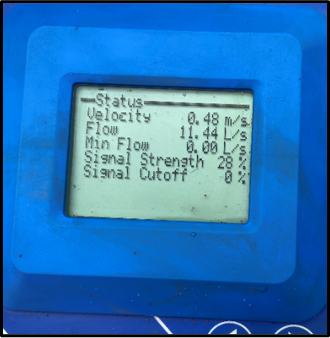 Status
Velocity 0.48 m/s
Flow 11.44 L/s
Min Flow 0.00 L/s
Signal Strength 28 %
Signal Cutoff 0 %